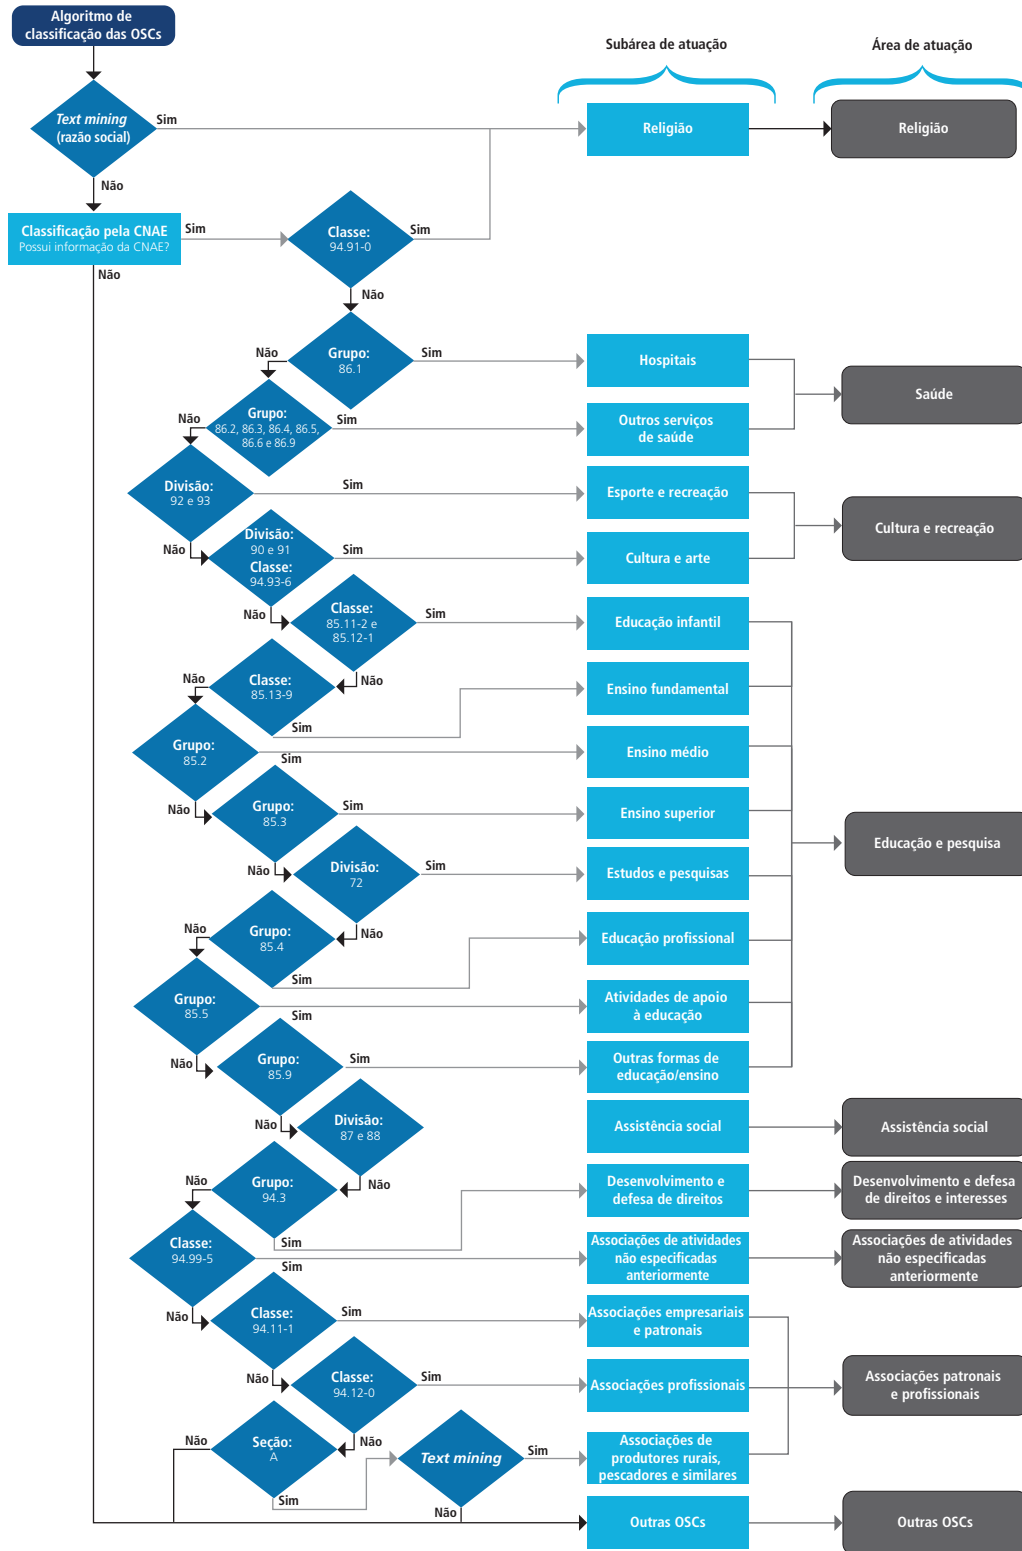 Algoritmo de
classificação das OSCs
Subárea de atuação
Área de atuação
Text mining
(razão social)
Sim
Religião
Religião
Não
Classificação pela CNAE
Possui informação da CNAE?
Sim
Classe:
94.91-0
Sim
Não
Não
Grupo:
86.1
Não
Sim
Hospitais
Saúde
Grupo:
86.2, 86.3, 86.4, 86.5,
86.6 e 86.9
Não
Sim
Outros serviços
de saúde
Divisão:
92 e 93
Sim
Esporte e recreação
Cultura e recreação
Não
Divisão:
90 e 91
Classe:
94.93-6
Sim
Cultura e arte
Não
Classe:
85.11-2 e
85.12-1
Sim
Educação infantil
Não
Classe:
85.13-9
Não
Sim
Ensino fundamental
Grupo:
85.2
Sim
Ensino médio
Não
Grupo:
85.3
Sim
Ensino superior
Educação e pesquisa
Não
Divisão:
72
Sim
Estudos e pesquisas
Não
Grupo:
85.4
Não
Sim
Educação profissional
Grupo:
85.5
Sim
Atividades de apoio
à educação
Não
Grupo:
85.9
Sim
Outras formas de
educação/ensino
Não
Divisão:
87 e 88
Assistência social
Assistência social
Não
Grupo:
94.3
Não
Sim
Desenvolvimento e
defesa de direitos
Desenvolvimento e defesa
de direitos e interesses
Classe:
94.99-5
Sim
Associações de atividades
não especificadas
anteriormente
Associações de atividades
não especificadas
anteriormente
Não
Classe:
94.11-1
Sim
Associações empresariais
e patronais
Não
Classe:
94.12-0
Sim
Associações profissionais
Associações patronais
e profissionais
Não
Seção:
A
Não
Sim
Text mining
Sim
Associações de
produtores rurais,
pescadores e similares
Não
Outras OSCs
Outras OSCs